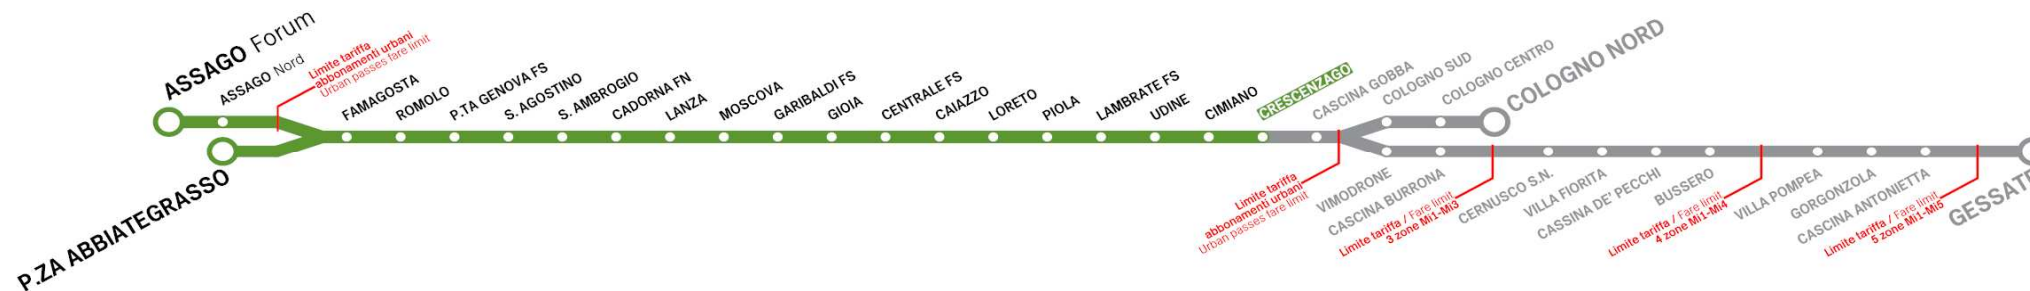 ASSAGO Forum
ASSAGO Nord
Limite tariffa
abbonamenti urbani
Urban passes fare limit
P.ZA ABBIATEGRASSO
FAMAGOSTA
ROMOLO
P.TA GENOVA FS
S. AGOSTINO
S. AMBROGIO
CADORNA FN
LANZA
MOSCOVA
GARIBALDI FS
GIOIA
CENTRALE FS
CAIAZZO
LORETO
PIOLA
LAMBRATE FS
UDINE
CIMIANO
CRESCENZAGO
CASCINA GOBBA
COLOGNO SUD
COLOGNO CENTRO
COLOGNO NORD
Limite tariffa
abbonamenti urbani
Urban passes fare limit
VIMODRONE
CASCINA BURRONA
Limite tariffa / Fare limit
3 zone Mi1-Mi3
CERNUSCO S.N.
VILLA FIORITA
CASSINA DE' PECCHI
BUSSERO
Limite tariffa / Fare limit
4 zone Mi1-Mi4
VILLA POMPEA
GORGONZOLA
CASCINA ANTONIETTA
Limite tariffa / Fare limit
5 zone Mi1-Mi5
GESSATE